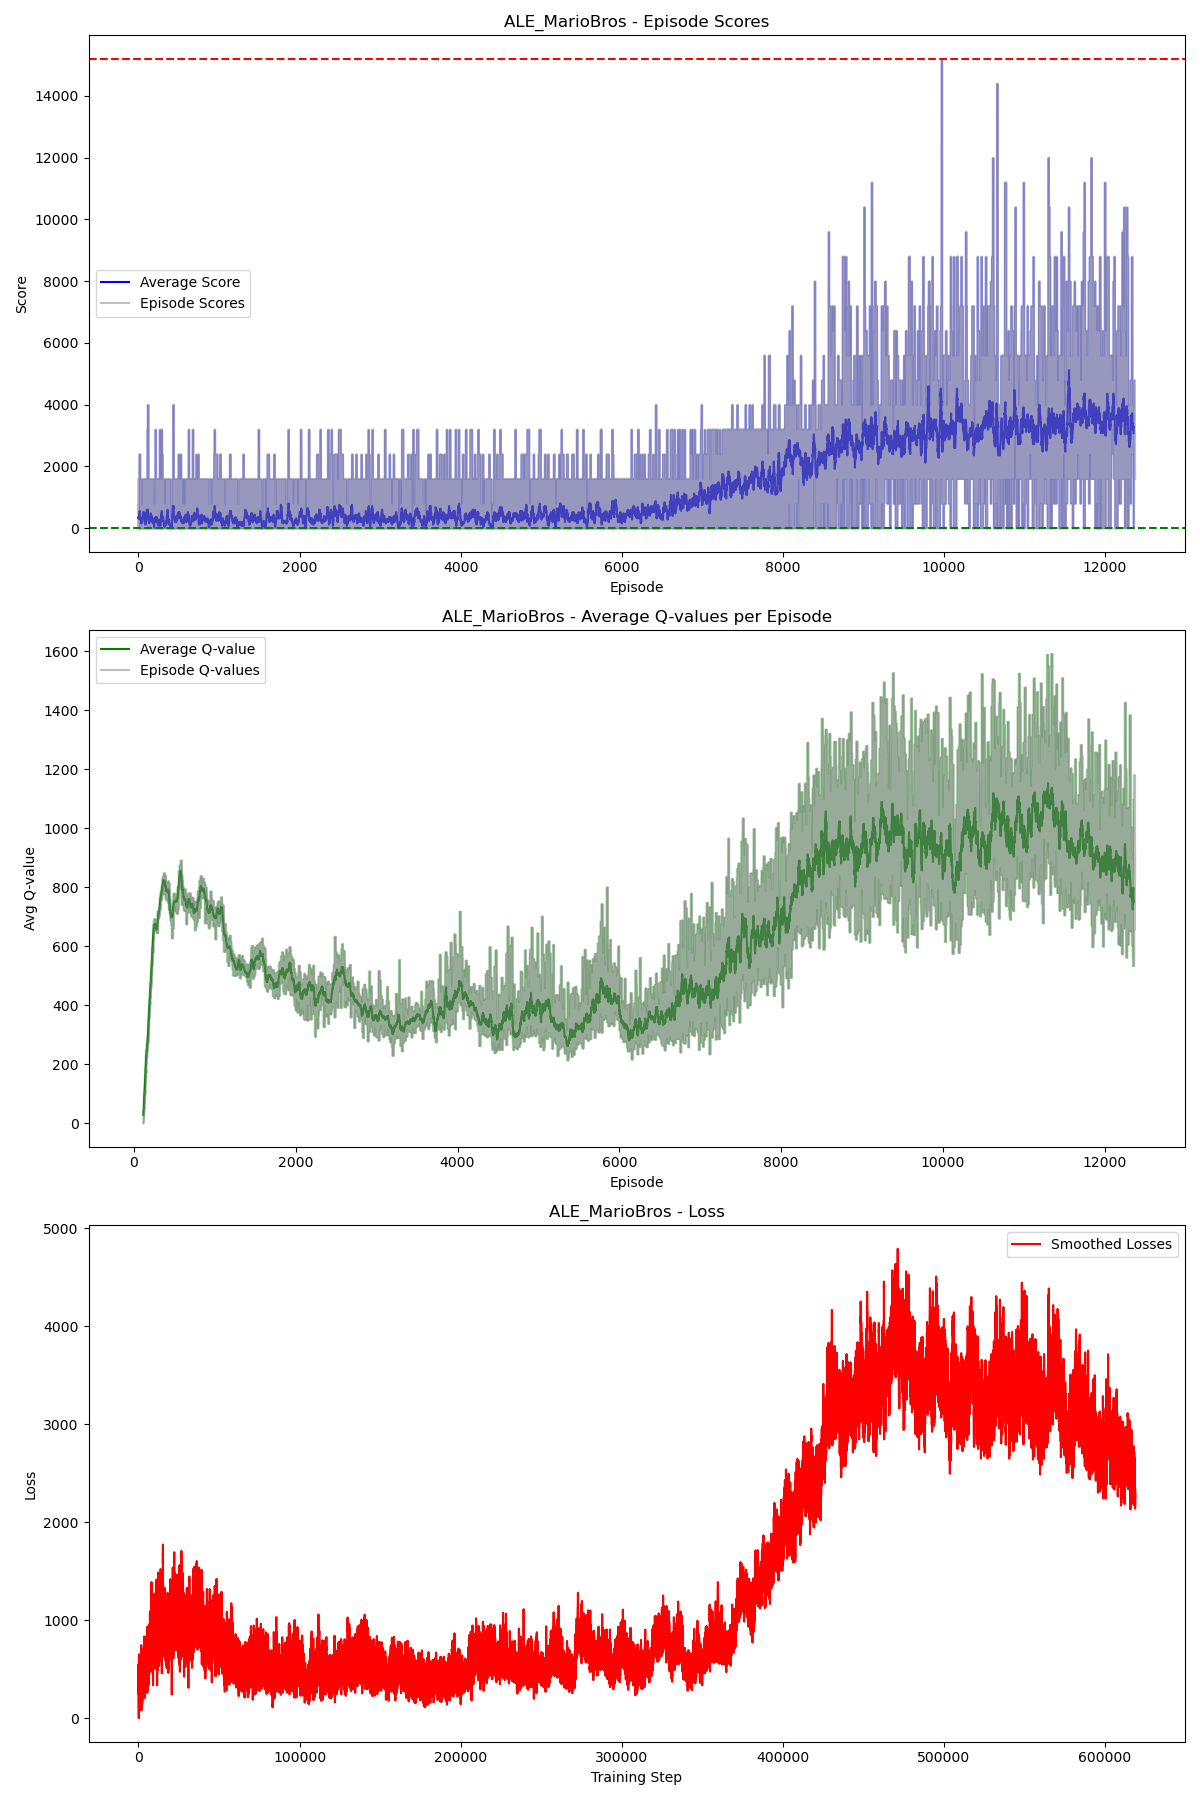 ALE_MarioBros - Episode Scores
14000
12000
10000
8000
6000
4000
2000
0
Score
Average Score
Episode Scores
0 2000 4000 6000 8000 10000 12000
Episode
ALE_MarioBros - Average Q-values per Episode
1600
1400
1200
1000
800
600
400
200
0
Avg Q-value
Average Q-value
Episode Q-values
0 2000 4000 6000 8000 10000 12000
Episode
ALE_MarioBros - Loss
5000
4000
3000
2000
1000
0
Loss
Smoothed Losses
0 100000 200000 300000 400000 500000 600000
Training Step